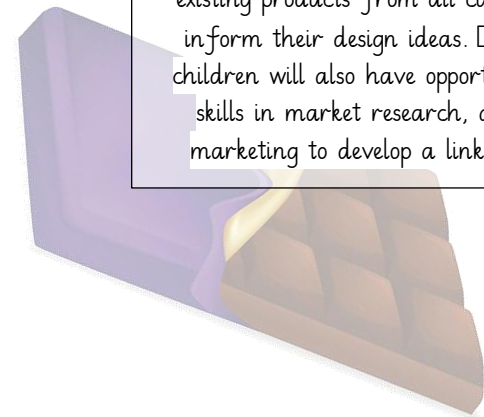 existing products from all
inform their design ideas.
children will also have
skills in market research,
marketing to develop a link